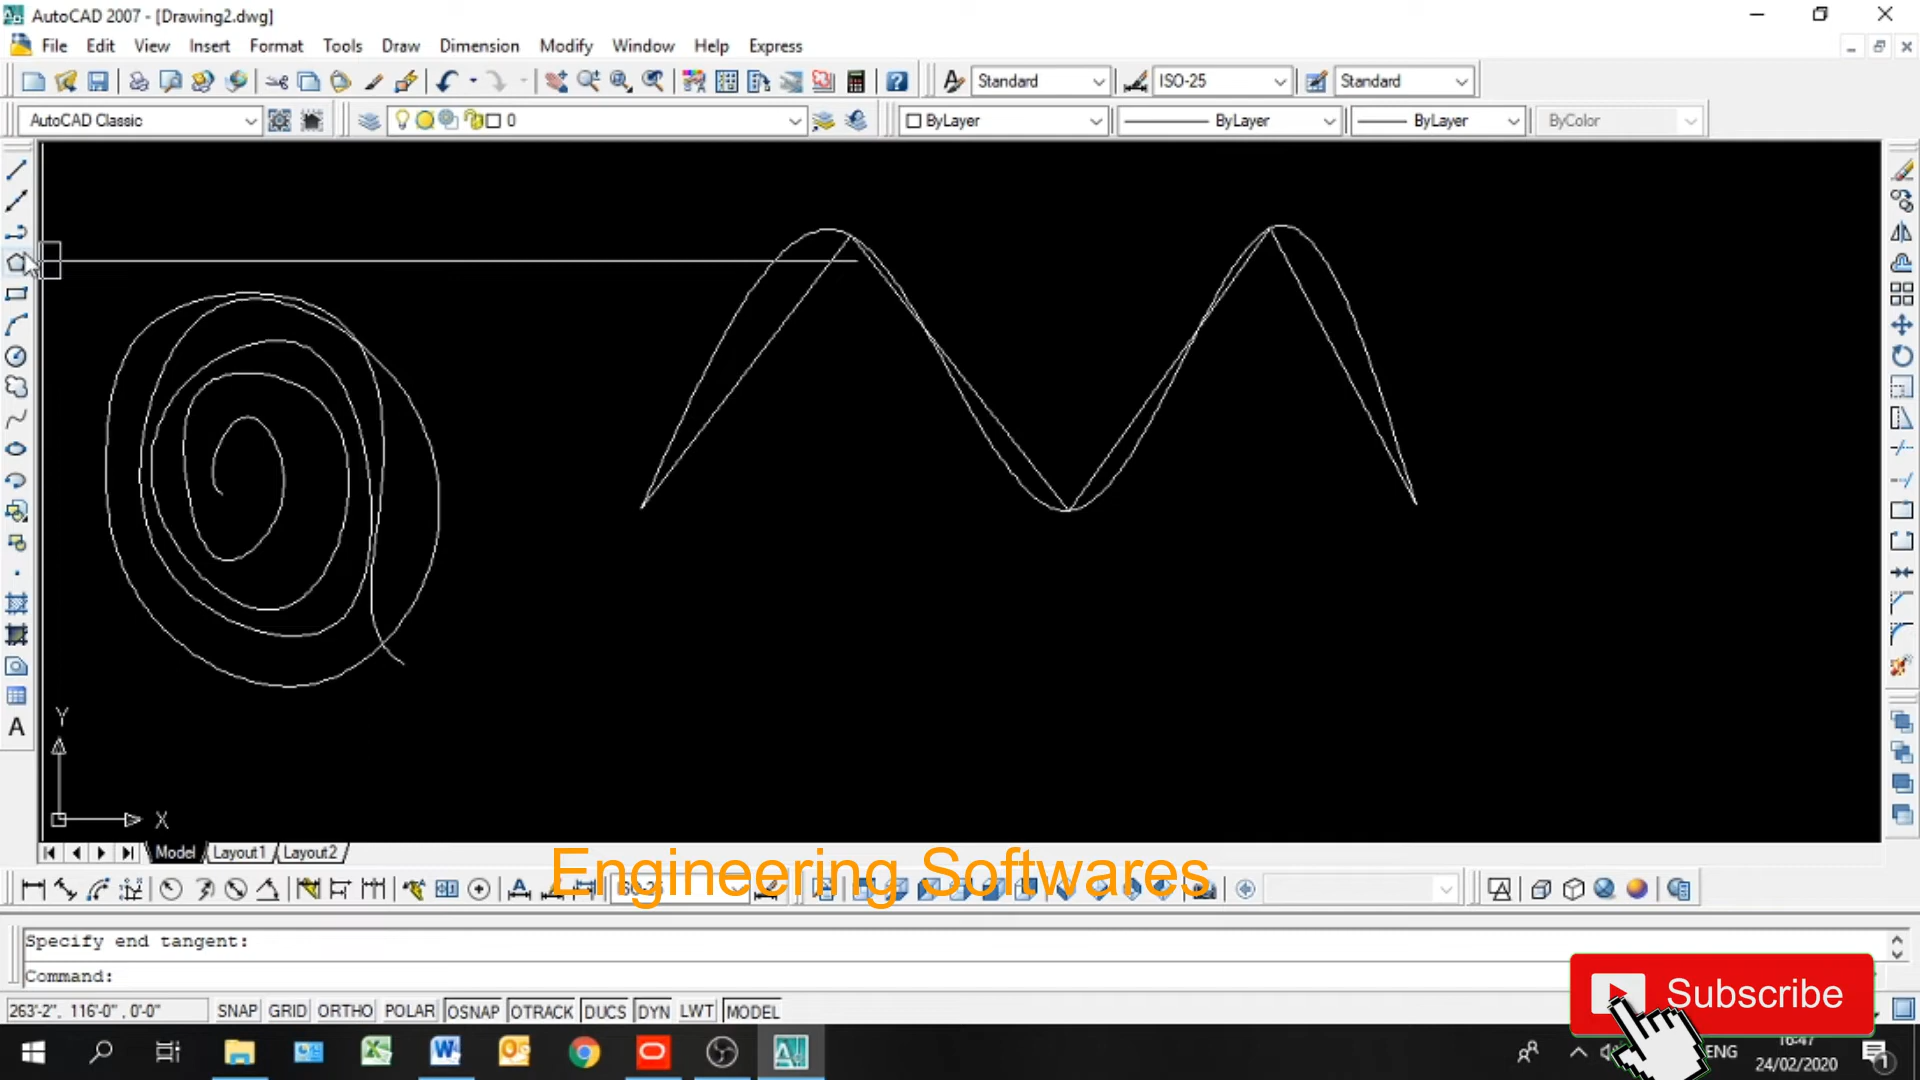 AutoCAD 2007 - [Drawing2.dwg]
File Edit View Insert Format Tools Draw Dimension Modify Window Help Express
Standard ISO-25 Standard
AutoCAD Classic 0 ByLayer ByLayer ByLayer ByColor
Y
X
Model Layout1 Layout2
Engineering Softwares
A
Specify end tangent:
Command:
Subscribe
263'-2", 116'-0" , 0'-0" SNAP GRID ORTHO POLAR OSNAP OTRACK DUCS DYN LWT MODEL
ENG
16:47
24/02/2020
1